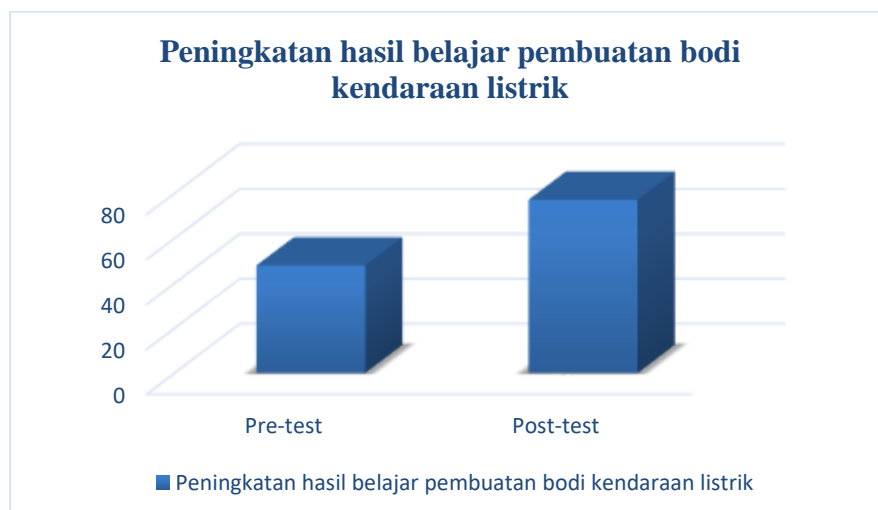 Peningkatan hasil belajar pembuatan bodi
kendaraan listrik
80
60
40
20
0
Pre-test
Post-test
Peningkatan hasil belajar pembuatan bodi kendaraan listrik